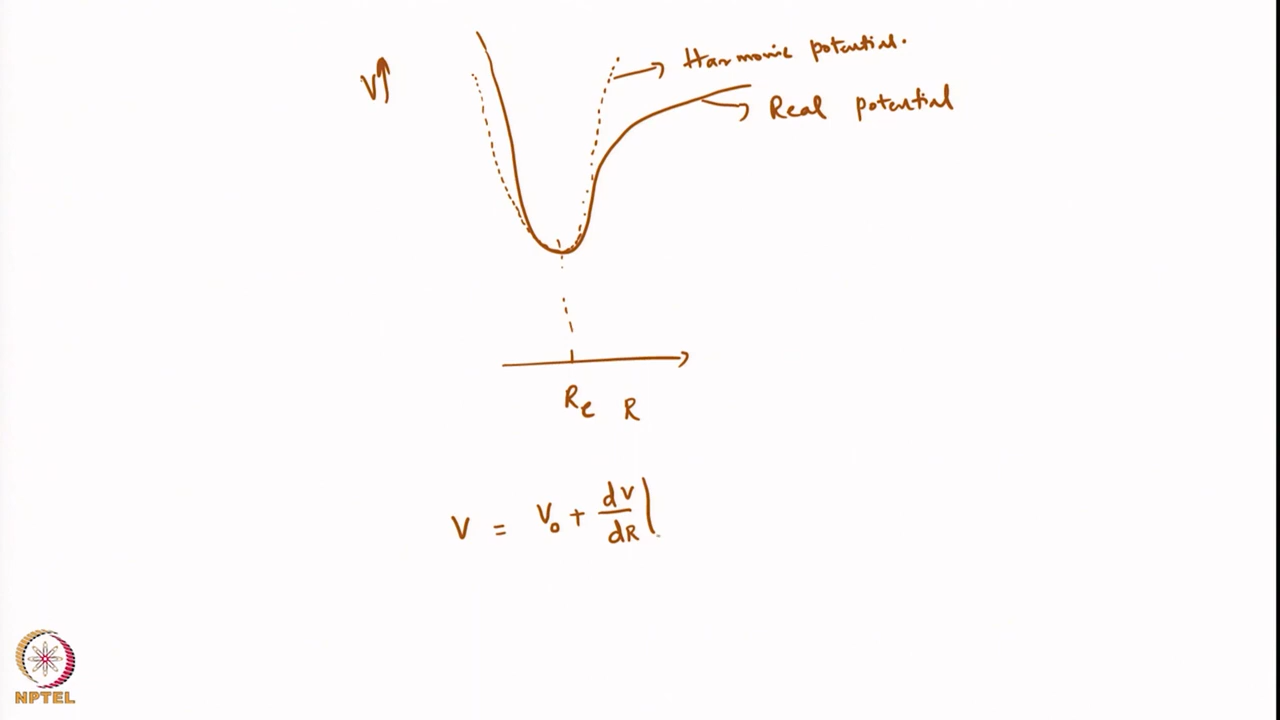 V↑
Harmonic potential.
Real potential
Re R
V = V₀ + dV/dR |
NPTEL